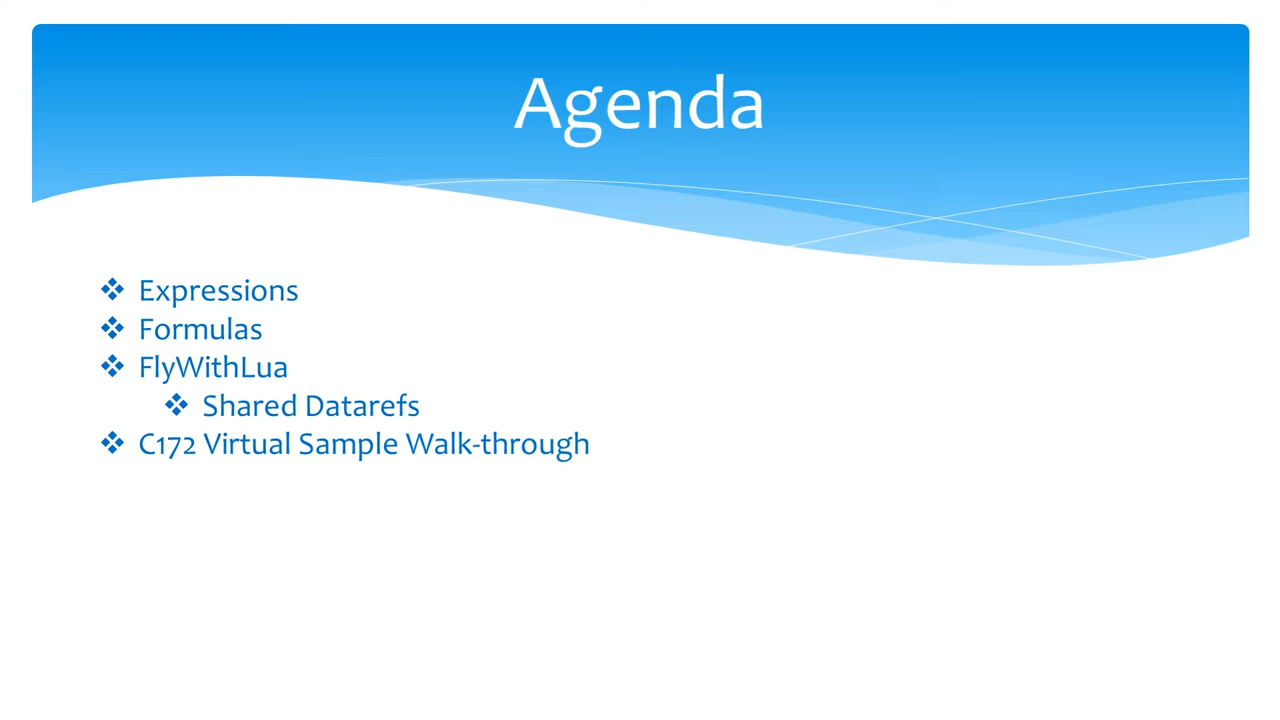 Agenda
Expressions
Formulas
FlyWithLua
Shared Datarefs
C172 Virtual Sample Walk-through